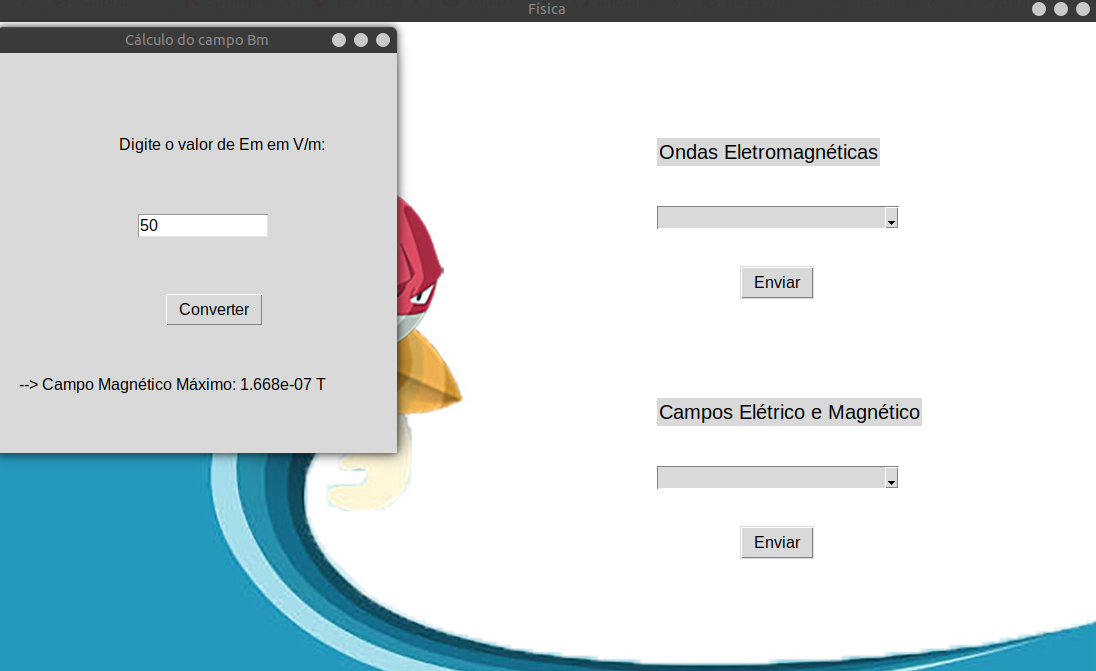 Física
Cálculo do campo Bm
Digite o valor de Em em V/m:
50
Converter
--> Campo Magnético Máximo: 1.668e-07 T
Ondas Eletromagnéticas
Enviar
Campos Elétrico e Magnético
Enviar